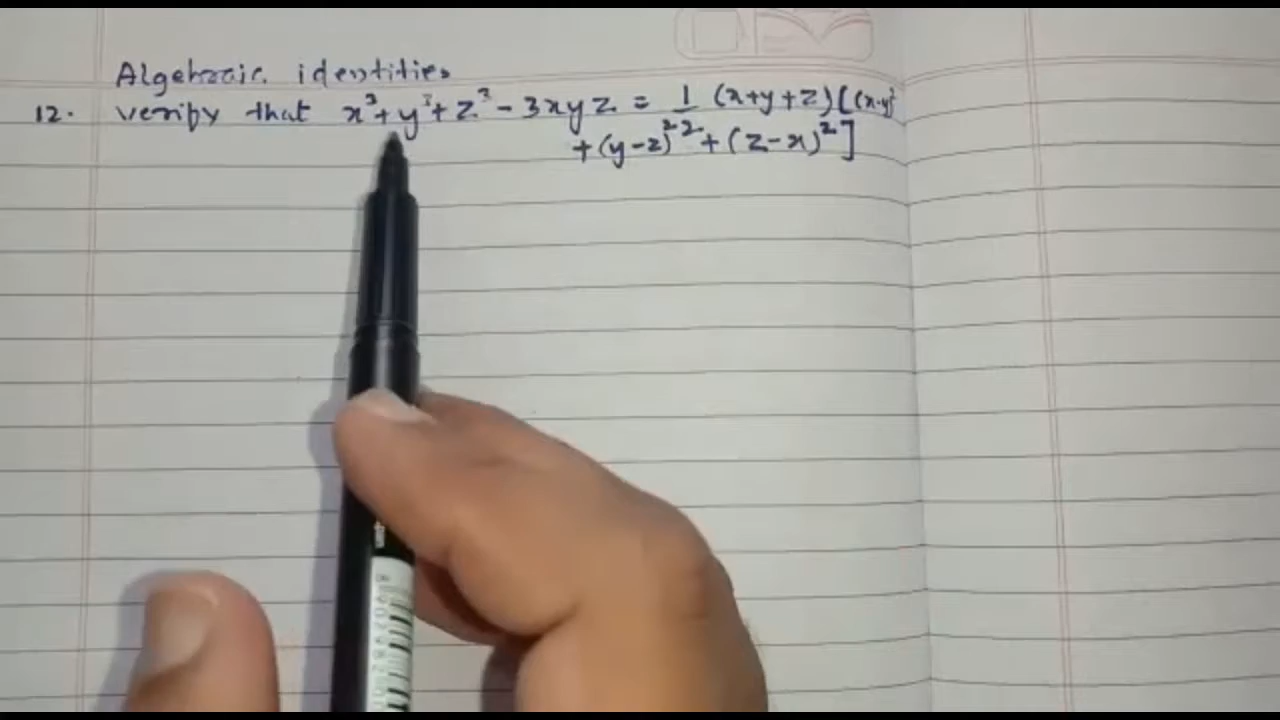 Algebraic identities
12. verify that x³ + y³ + z³ - 3xyz = 1/2 (x+y+z) [(x-y)²
+ (y-z)² + (z-x)²]